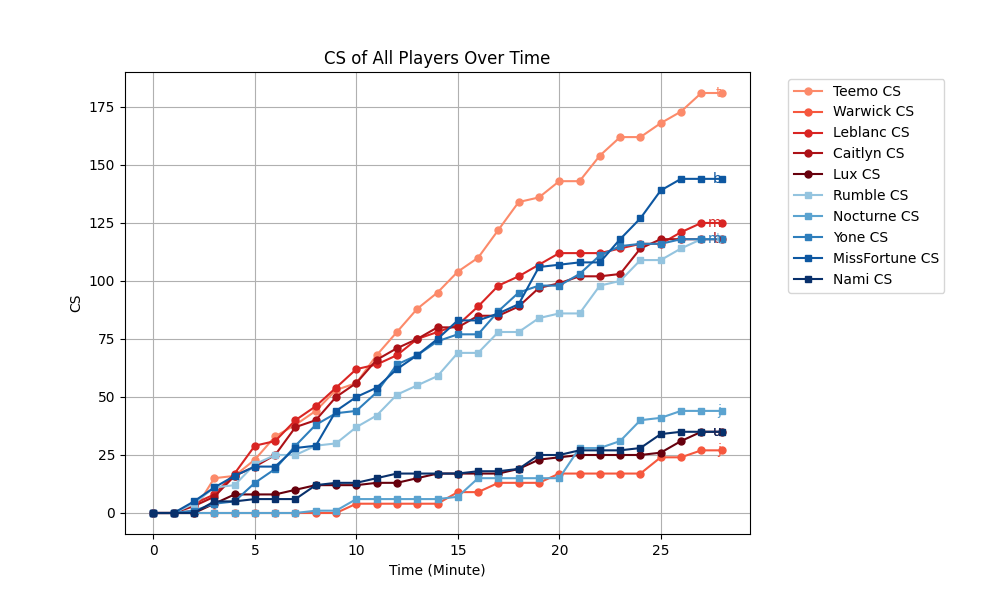 CS of All Players Over Time
CS
175
150
125
100
75
50
25
0
0 5 10 15 20 25
Time (Minute)
Teemo CS
Warwick CS
Leblanc CS
Caitlyn CS
Lux CS
Rumble CS
Nocturne CS
Yone CS
MissFortune CS
Nami CS
m
j
j